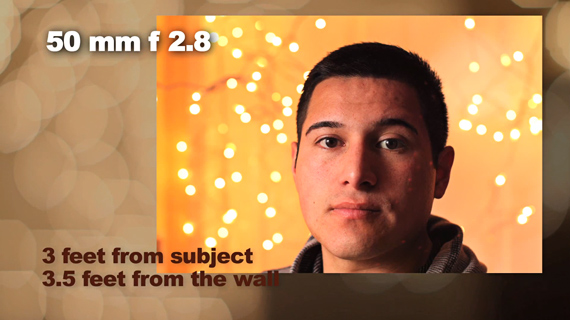 50 mm f 2.8
3 feet from subject
3.5 feet from the wall